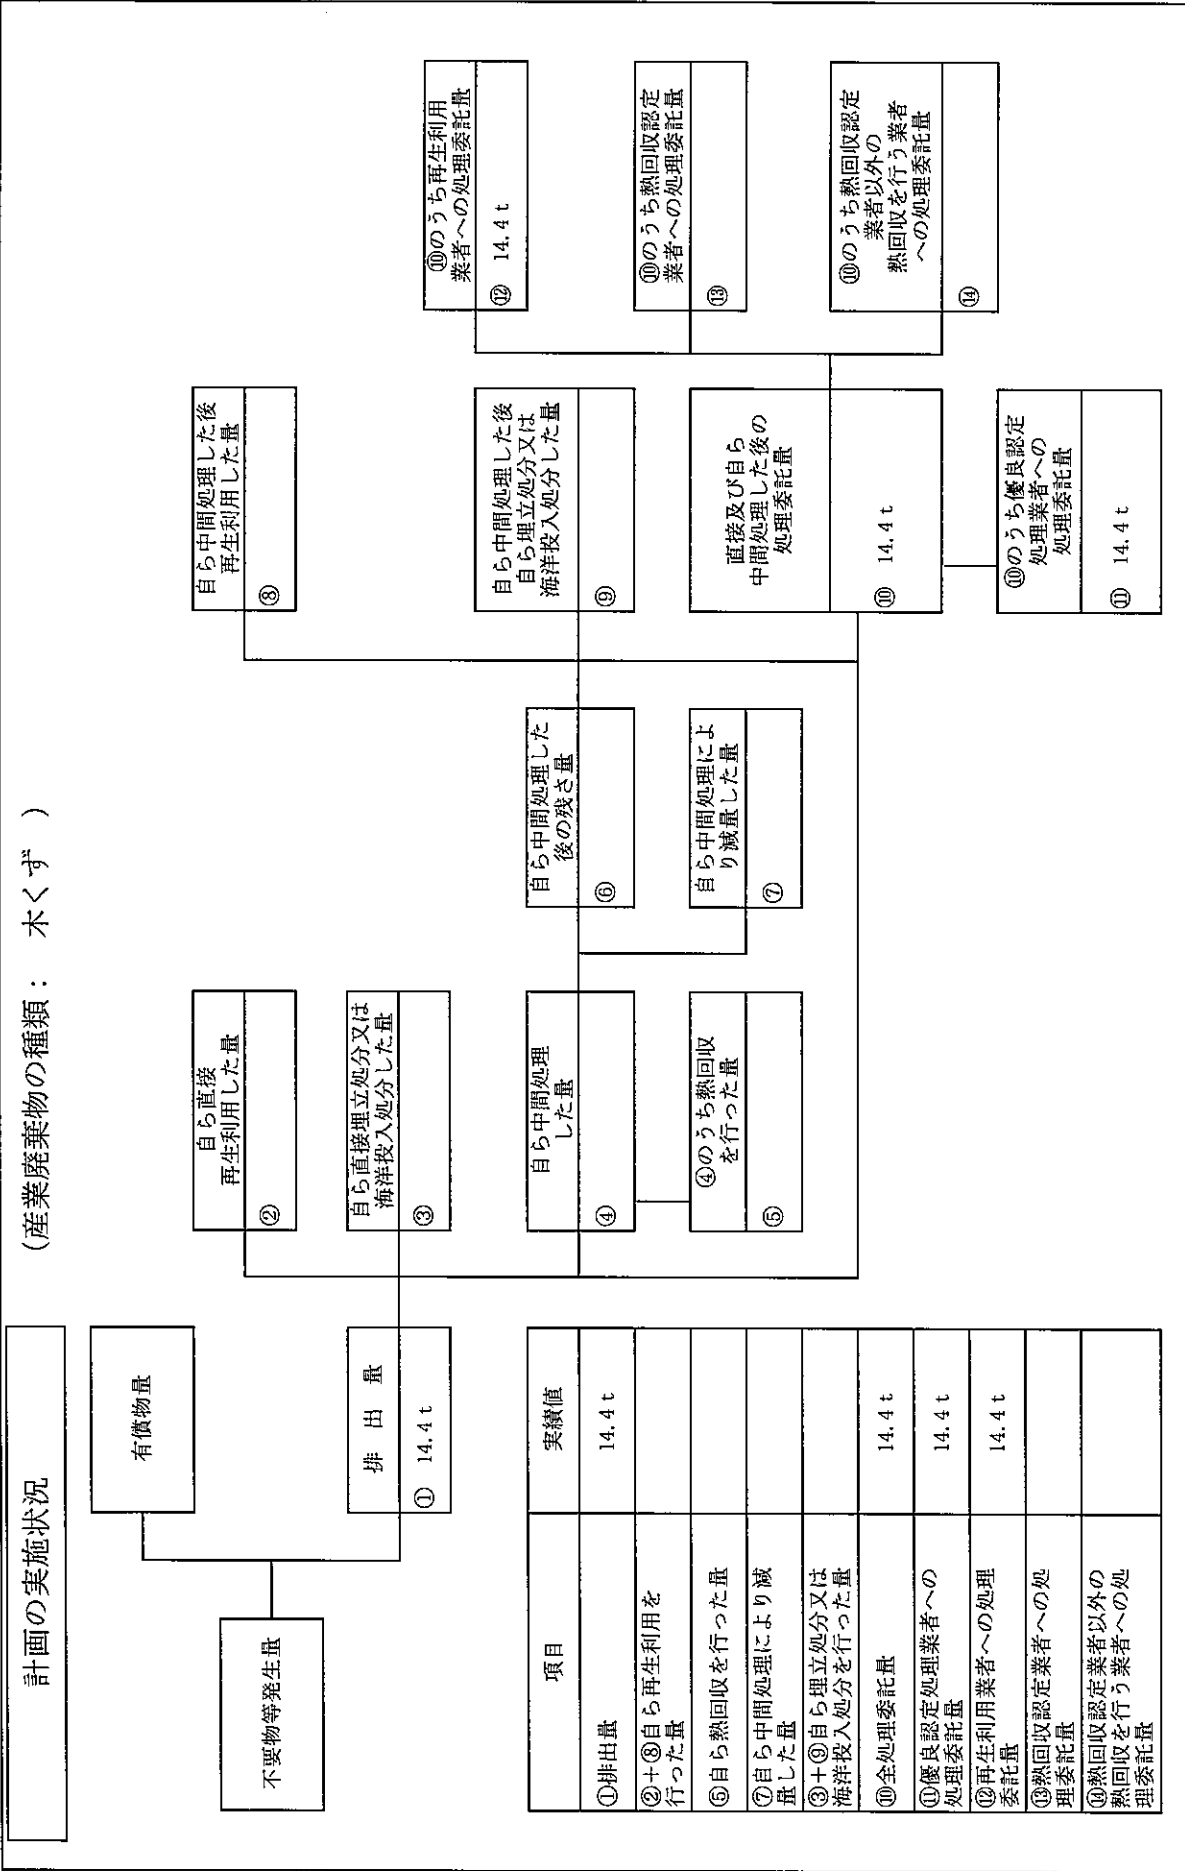 計画の実施状況
(産業廃棄物の種類： 木くず )
不要物等発生量
有償物量
排 出 量
① 14.4 t
自ら直接
再生利用した量
②
自ら直接埋立処分又は
海洋投入処分した量
③
自ら中間処理
した量
④
④のうち熱回収
を行った量
⑤
自ら中間処理した
後の残さ量
⑥
自ら中間処理によ
り減量した量
⑦
自ら中間処理した後
再生利用した量
⑧
自ら中間処理した後
自ら埋立処分又は
海洋投入処分した量
⑨
直接及び自ら
中間処理した後の
処理委託量
⑩ 14.4 t
⑩のうち優良認定
処理業者への
処理委託量
⑪ 14.4 t
⑩のうち再生利用
業者への処理委託量
⑫ 14.4 t
⑩のうち熱回収認定
業者への処理委託量
⑬
⑩のうち熱回収認定
業者以外の
熱回収を行う業者
への処理委託量
⑭
項目 実績値
①排出量 14.4 t
②＋⑧自ら再生利用を
行った量
⑤自ら熱回収を行った量
⑦自ら中間処理により減
量した量
③＋⑨自ら埋立処分又は
海洋投入処分を行った量
⑩全処理委託量 14.4 t
⑪優良認定処理業者への
処理委託量 14.4 t
⑫再生利用業者への処理
委託量 14.4 t
⑬熱回収認定業者への処
理委託量
⑭熱回収認定業者以外の
熱回収を行う業者への処
理委託量